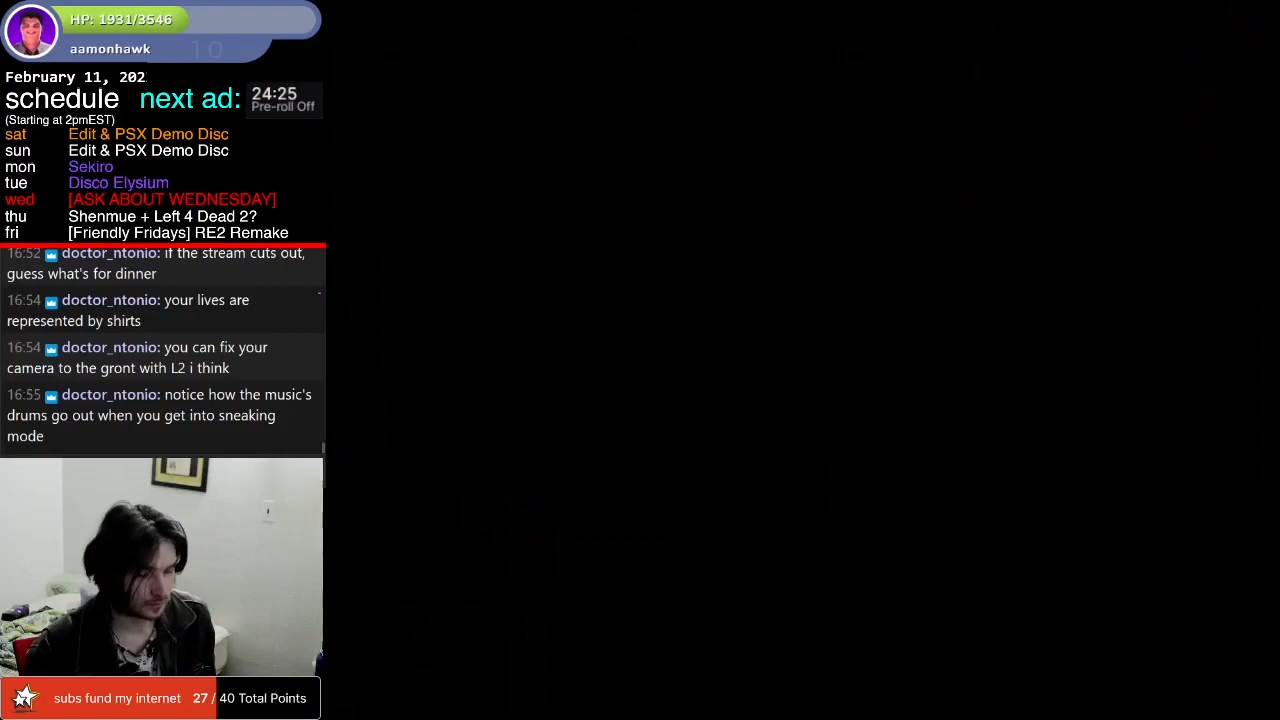 HP: 1931/3546
aamonhawk
10
February 11, 202
schedule next ad: 24:25
Pre-roll Off
(Starting at 2pmEST)
sat Edit & PSX Demo Disc
sun Edit & PSX Demo Disc
mon Sekiro
tue Disco Elysium
wed [ASK ABOUT WEDNESDAY]
thu Shenmue + Left 4 Dead 2?
fri [Friendly Fridays] RE2 Remake
16:52 doctor_ntonio: if the stream cuts out,
guess what's for dinner
16:54 doctor_ntonio: your lives are
represented by shirts
16:54 doctor_ntonio: you can fix your
camera to the gront with L2 i think
16:55 doctor_ntonio: notice how the music's
drums go out when you get into sneaking
mode
subs fund my internet 27 / 40 Total Points